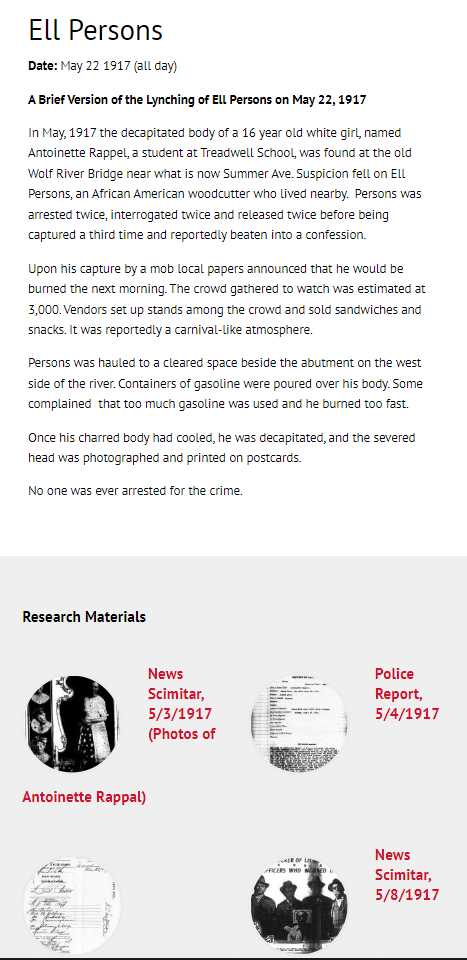 Ell Persons
Date: May 22 1917 (all day)
A Brief Version of the Lynching of Ell Persons on May 22, 1917
In May, 1917 the decapitated body of a 16 year old white girl, named
Antoinette Rappel, a student at Treadwell School, was found at the old
Wolf River Bridge near what is now Summer Ave. Suspicion fell on Ell
Persons, an African American woodcutter who lived nearby.  Persons was
arrested twice, interrogated twice and released twice before being
captured a third time and reportedly beaten into a confession.
Upon his capture by a mob local papers announced that he would be
burned the next morning. The crowd gathered to watch was estimated at
3,000. Vendors set up stands among the crowd and sold sandwiches and
snacks. It was reportedly a carnival-like atmosphere.
Persons was hauled to a cleared space beside the abutment on the west
side of the river. Containers of gasoline were poured over his body. Some
complained  that too much gasoline was used and he burned too fast.
Once his charred body had cooled, he was decapitated, and the severed
head was photographed and printed on postcards.
No one was ever arrested for the crime.
Research Materials
News
Scimitar,
5/3/1917
(Photos of
Antoinette Rappal)
Police
Report,
5/4/1917
News
Scimitar,
5/8/1917